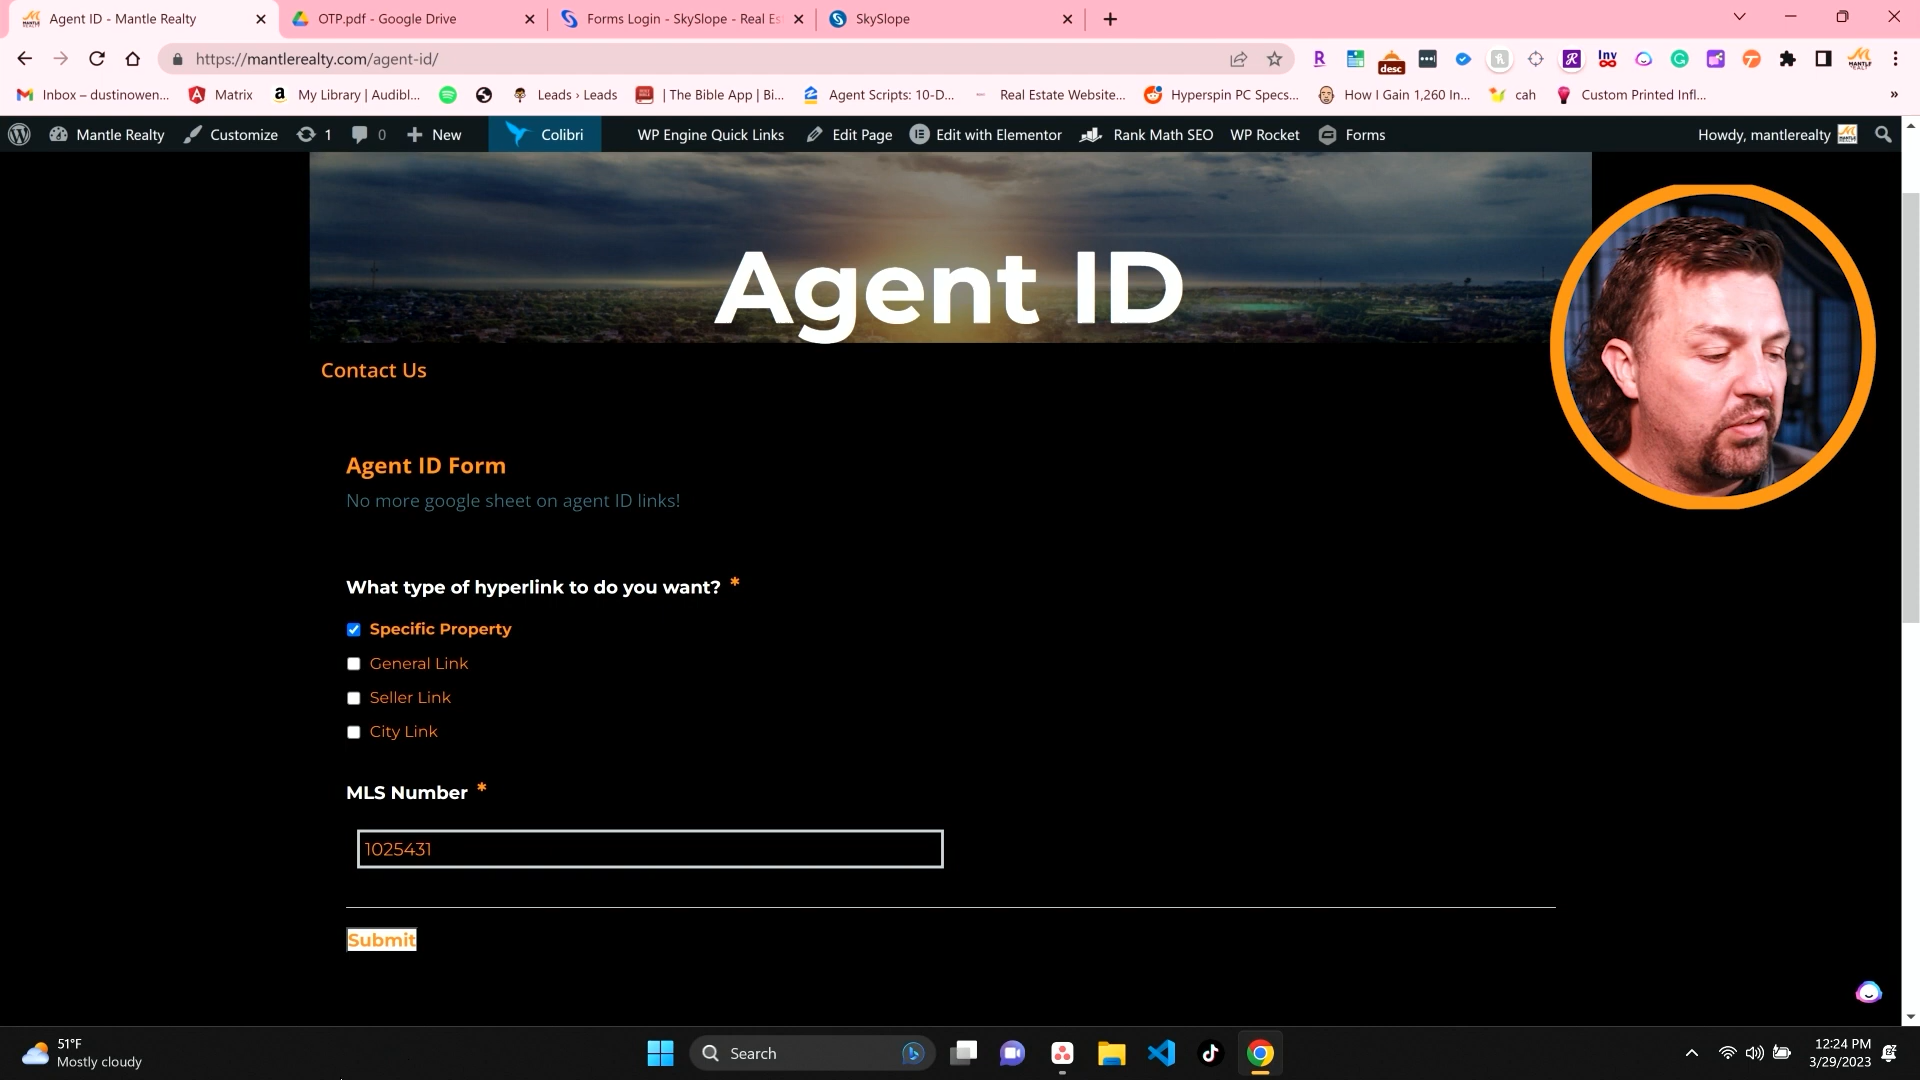 Agent ID - Mantle Realty
OTP.pdf - Google Drive
Forms Login - SkySlope - Real Es
SkySlope
https://mantlerealty.com/agent-id/
desc
Inv
Inbox – dustinowen...
Matrix
My Library | Audibl...
Leads › Leads
| The Bible App | Bi...
Agent Scripts: 10-D...
Real Estate Website...
Hyperspin PC Specs...
How I Gain 1,260 In...
cah
Custom Printed Infl...
»
Mantle Realty
Customize
1
0
New
Colibri
WP Engine Quick Links
Edit Page
Edit with Elementor
Rank Math SEO
WP Rocket
Forms
Howdy, mantlerealty
Agent ID
Contact Us
Agent ID Form
No more google sheet on agent ID links!
What type of hyperlink to do you want? *
Specific Property
General Link
Seller Link
City Link
MLS Number *
1025431
Submit
51°F
Mostly cloudy
Search
12:24 PM
3/29/2023